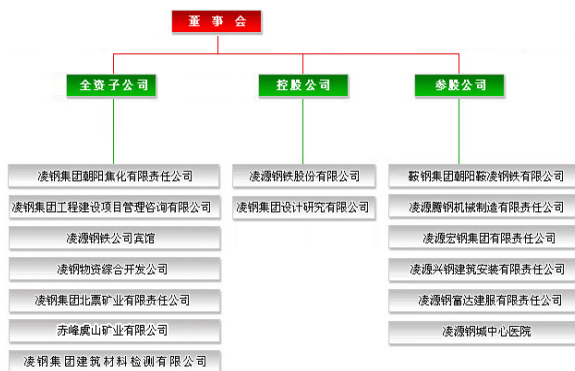 董事会
全资子公司
控股公司
参股公司
凌钢集团朝阳焦化有限责任公司
凌钢集团工程建设项目管理咨询有限公司
凌源钢铁公司宾馆
凌钢物资综合开发公司
凌钢集团北票矿业有限责任公司
赤峰虞山矿业有限公司
凌钢集团建筑材料检测有限公司
凌源钢铁股份有限公司
凌钢集团设计研究有限公司
鞍钢集团朝阳鞍凌钢铁有限公司
凌源腾钢机械制造有限责任公司
凌源宏钢集团有限责任公司
凌源兴钢建筑安装有限责任公司
凌源钢富达建服有限责任公司
凌源钢城中心医院